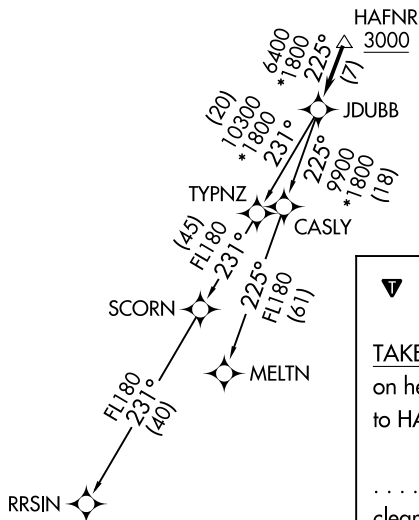 HAFNR
3000
6400
*1800
225°
(7)
JDUBB
(20)
10300
*1800
231°
225°
9900
*1800
(18)
TYPNZ
CASLY
(45)
FL180
231°
225°
FL180
(61)
SCORN
MELTN
FL180
231°
(40)
RRSIN
T
TAKE
on he
to HA
. . . .
clear